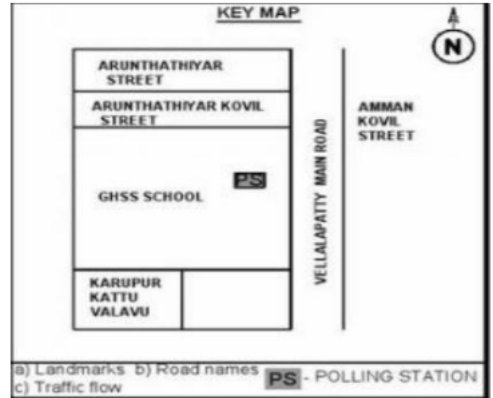 KEY MAP
N
ARUNTHATHIYAR
STREET
ARUNTHATHIYAR KOVIL
STREET
AMMAN
KOVIL
STREET
VELLALAPATTY MAIN ROAD
PS
GHSS SCHOOL
KARUPUR
KATTU
VALAVU
a) Landmarks b) Road names
c) Traffic flow
PS - POLLING STATION